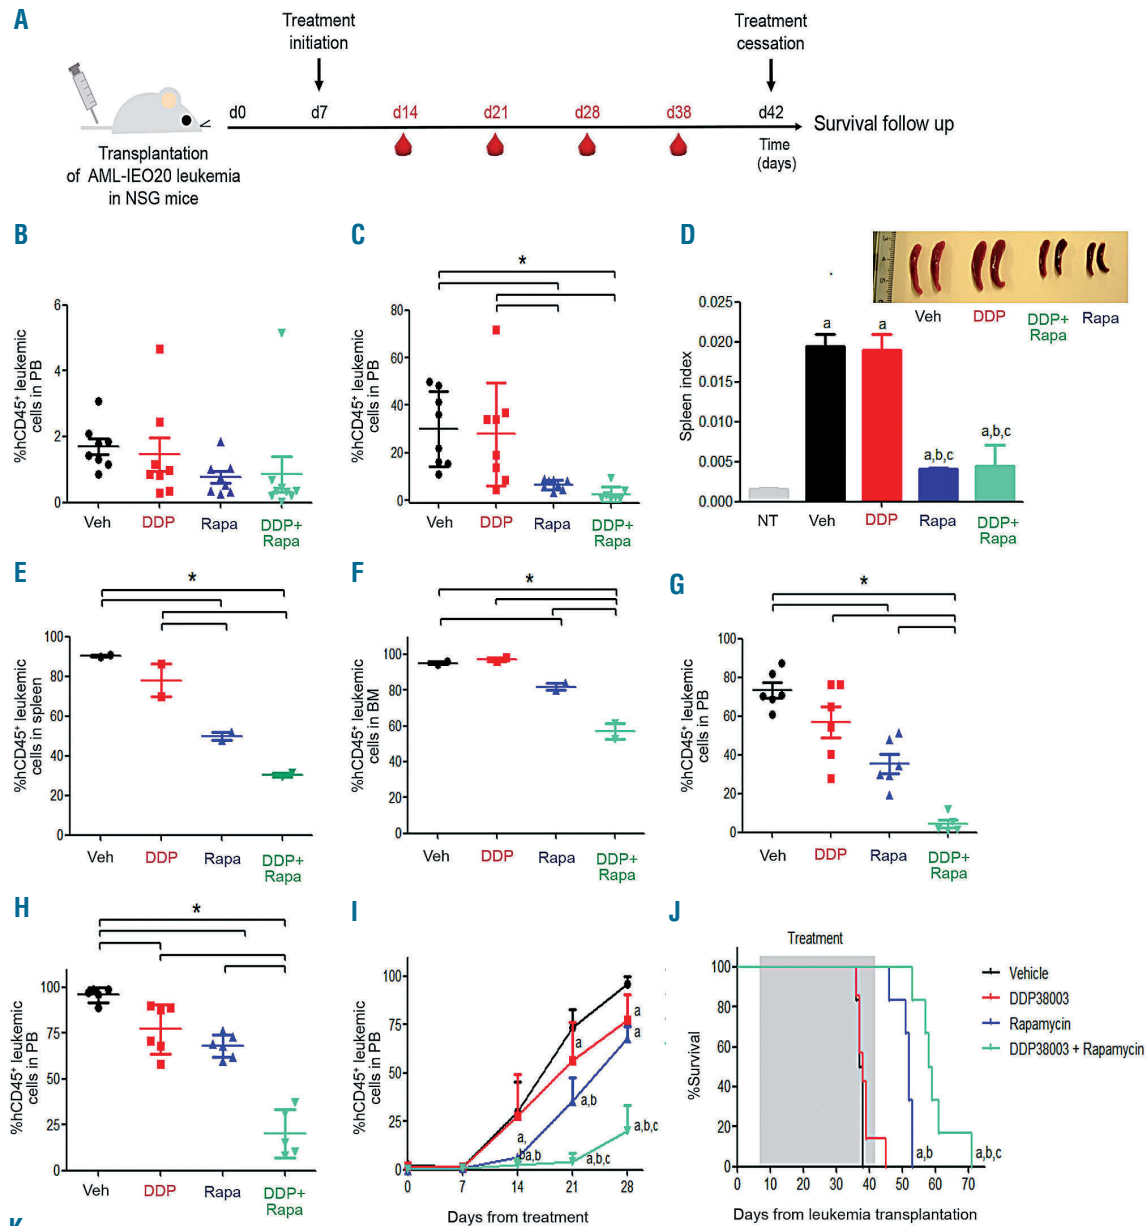 A
Treatment
initiation
Treatment
cessation
d0
d7
d14
d21
d28
d38
d42
Time
(days)
Survival follow up
Transplantation
of AML-IEO20 leukemia
in NSG mice
B
%hCD45+ leukemic
cells in PB
6
4
2
0
Veh
DDP
Rapa
DDP+
Rapa
C
*
%hCD45+ leukemic
cells in PB
80
60
40
20
0
Veh
DDP
Rapa
DDP+
Rapa
D
Veh
DDP
DDP+
Rapa
Rapa
Spleen index
0.025
0.020
0.015
0.010
0.005
0.000
a
a
a,b,c
a,b,c
NT
Veh
DDP
Rapa
DDP+
Rapa
E
*
%hCD45+ leukemic
cells in spleen
100
80
60
40
20
0
Veh
DDP
Rapa
DDP+
Rapa
F
*
%hCD45+ leukemic
cells in BM
100
80
60
40
20
0
Veh
DDP
Rapa
DDP+
Rapa
G
*
%hCD45+ leukemic
cells in PB
100
80
60
40
20
0
Veh
DDP
Rapa
DDP+
Rapa
H
*
%hCD45+ leukemic
cells in PB
100
75
50
25
0
Veh
DDP
Rapa
DDP+
Rapa
I
%hCD45+ leukemic
cells in PB
100
75
50
25
0
a
a
a
a,b
a,b,c
a,
a,b,c
0
7
14
21
28
Days from treatment
J
Treatment
%Survival
100
80
60
40
20
0
a,b
a,b,c
0
10
20
30
40
50
60
70
Days from leukemia transplantation
Vehicle
DDP38003
Rapamycin
DDP38003 + Rapamycin